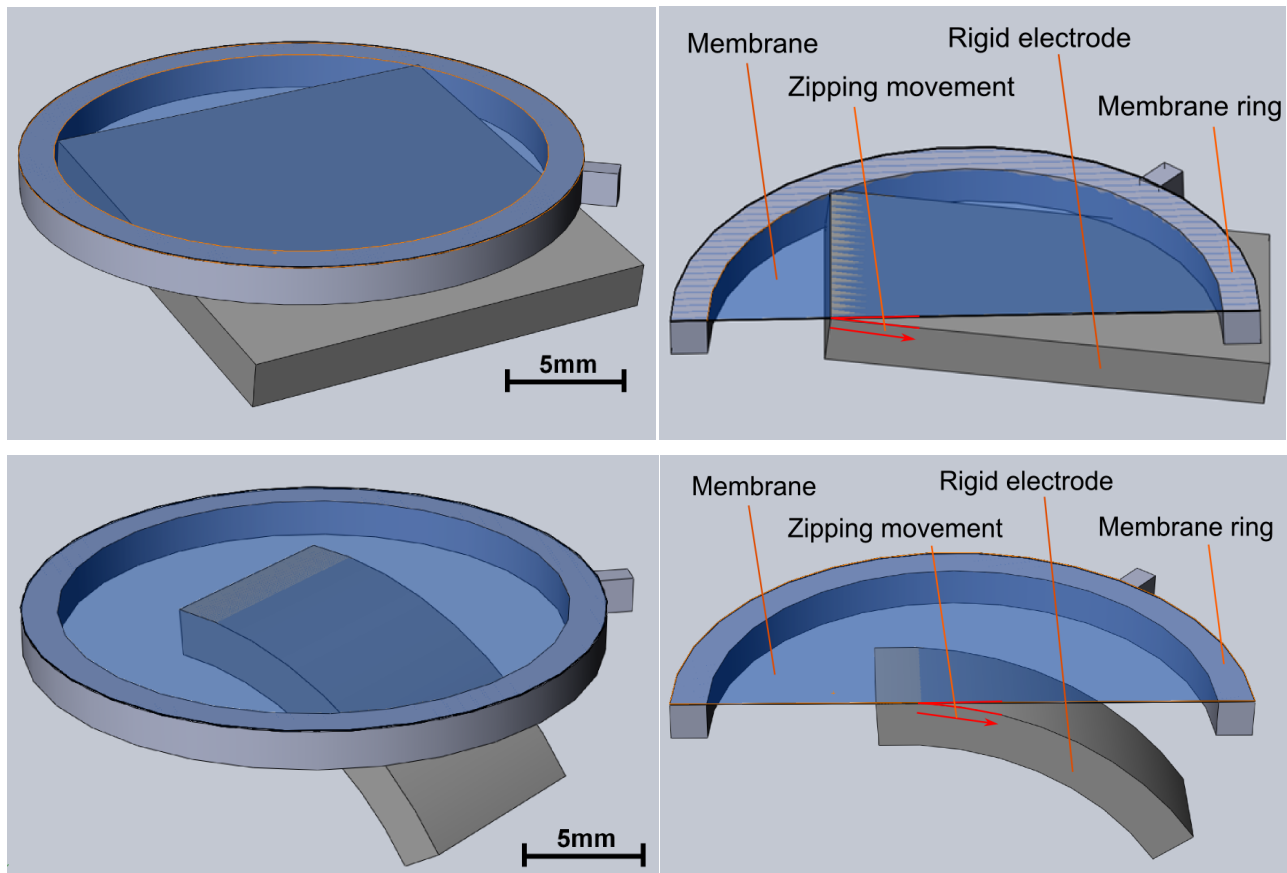 Membrane
Rigid electrode
Zipping movement
Membrane ring
5mm
Membrane
Rigid electrode
Zipping movement
Membrane ring
5mm